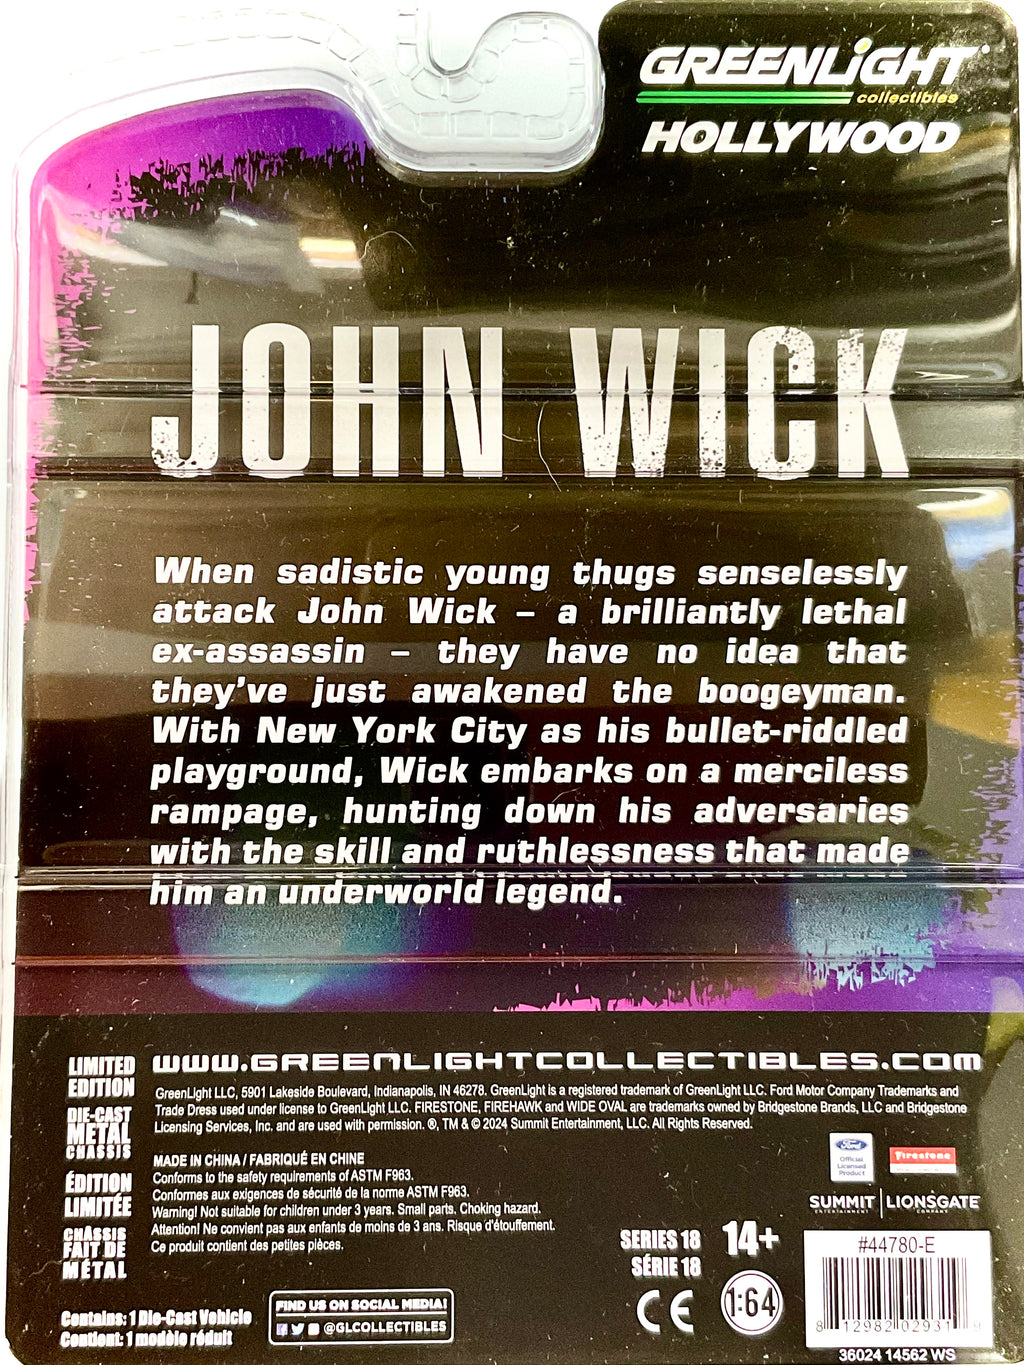 GREENLiGHT
collectibles
HOLLYWOOD
JOHN WICK
When sadistic young thugs senselessly
attack John Wick – a brilliantly lethal
ex-assassin – they have no idea that
they've just awakened the boogeyman.
With New York City as his bullet-riddled
playground, Wick embarks on a merciless
rampage, hunting down his adversaries
with the skill and ruthlessness that made
him an underworld legend.
LIMITED
EDITION
DIE-CAST
METAL
CHASSIS
ÉDITION
LIMITÉE
CHÂSSIS
FAIT DE
MÉTAL
WWW.GREENLIGHTCOLLECTIBLES.COM
GreenLight LLC, 5901 Lakeside Boulevard, Indianapolis, IN 46278. GreenLight is a registered trademark of GreenLight LLC. Ford Motor Company Trademarks and
Trade Dress used under license to GreenLight LLC. FIRESTONE, FIREHAWK and WIDE OVAL are trademarks owned by Bridgestone Brands, LLC and Bridgestone
Licensing Services, Inc. and are used with permission. ®, TM & © 2024 Summit Entertainment, LLC. All Rights Reserved.
MADE IN CHINA / FABRIQUÉ EN CHINE
Conforms to the safety requirements of ASTM F963.
Conformes aux exigences de sécurité de la norme ASTM F963.
Warning! Not suitable for children under 3 years. Small parts. Choking hazard.
Attention! Ne convient pas aux enfants de moins de 3 ans. Risque d'étouffement.
Ce produit contient des petites pièces.
Ford
Official
Licensed
Product
Firestone
SUMMIT
ENTERTAINMENT
LIONSGATE
COMPANY
SERIES 18
SÉRIE 18
14+
CE
1:64
Contains: 1 Die-Cast Vehicle
Contient: 1 modèle réduit
FIND US ON SOCIAL MEDIA!
@GLCOLLECTIBLES
#44780-E
8 12982 02931 9
36024 14562 WS